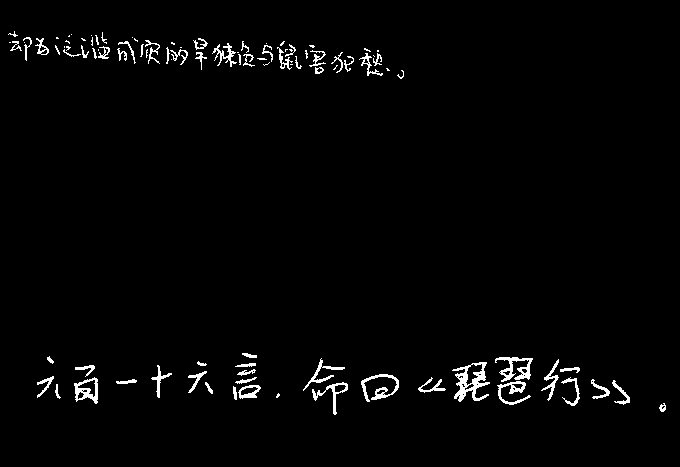 却为泛滥成灾的旱獭与鼠害犯愁。
六百一十六言，命曰《琵琶行》。